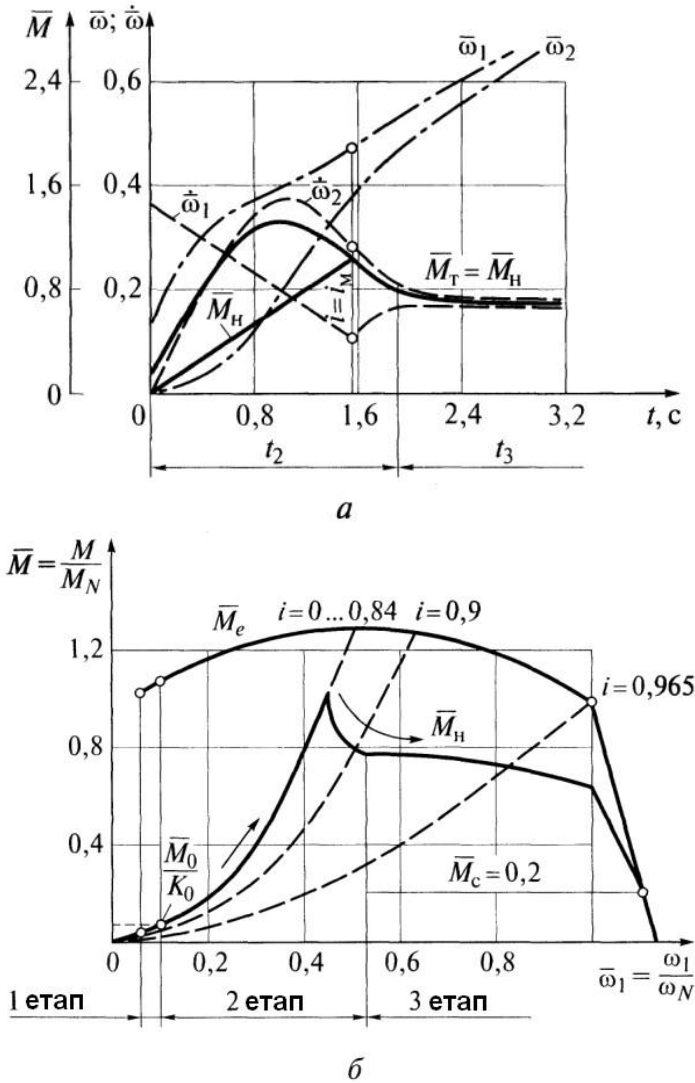 M̅ ω̅; ω̅̇
ω̅₁ ω̅₂
2,4 0,6
1,6 0,4
ω̅̇₁ ω̅̇₂
0,8 0,2
M̅н i = iм M̅т = M̅н
0 0
0 0,8 1,6 2,4 3,2 t, с
t₂ t₃
а
M̅ = M/M_N
M̅e i = 0 ... 0,84 i = 0,9
1,2
i = 0,965
M̅н
0,8
M̅₀/K₀
0,4
M̅с = 0,2
0 0,2 0,4 0,6 0,8 ω̅₁ = ω₁/ω_N
1 етап 2 етап 3 етап
б